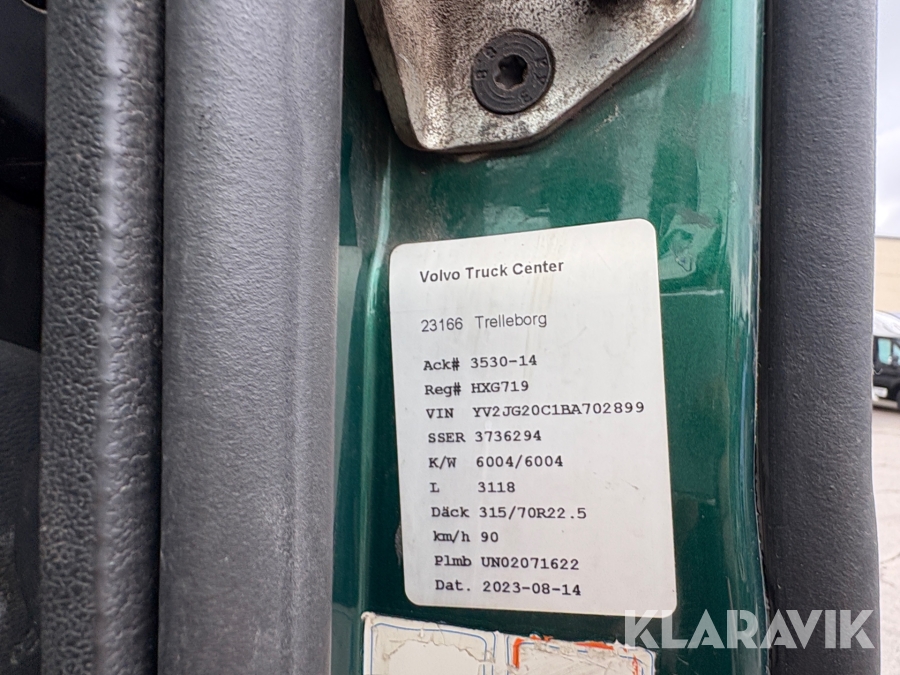 Volvo Truck Center
23166 Trelleborg
Ack# 3530-14
Reg# HXG719
VIN YV2JG20C1BA702899
SSER 3736294
K/W 6004/6004
L 3118
Däck 315/70R22.5
km/h 90
Plmb UN02071622
Dat. 2023-08-14
KLARAVIK